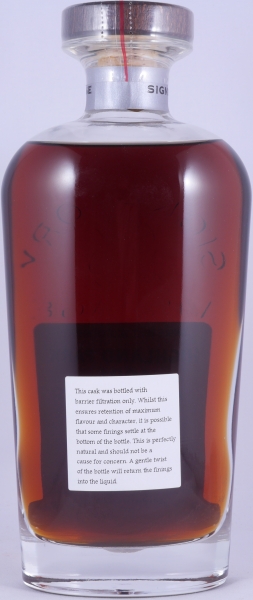 SIGN
This cask was bottled with
barrier filtration only. Whilst this
ensures retention of maximum
flavour and character, it is possible
that some finings settle at the
bottom of the bottle. This is perfectly
natural and should not be a
cause for concern. A gentle twist
of the bottle will return the finings
into the liquid.